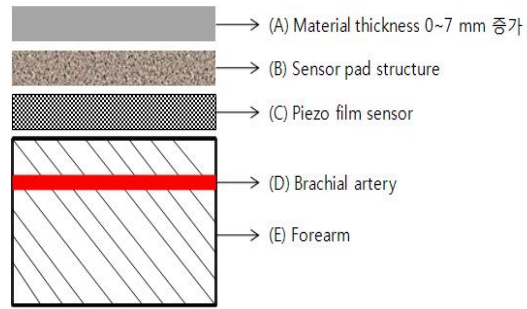 (A) Material thickness 0~7 mm 증가
(B) Sensor pad structure
(C) Piezo film sensor
(D) Brachial artery
(E) Forearm